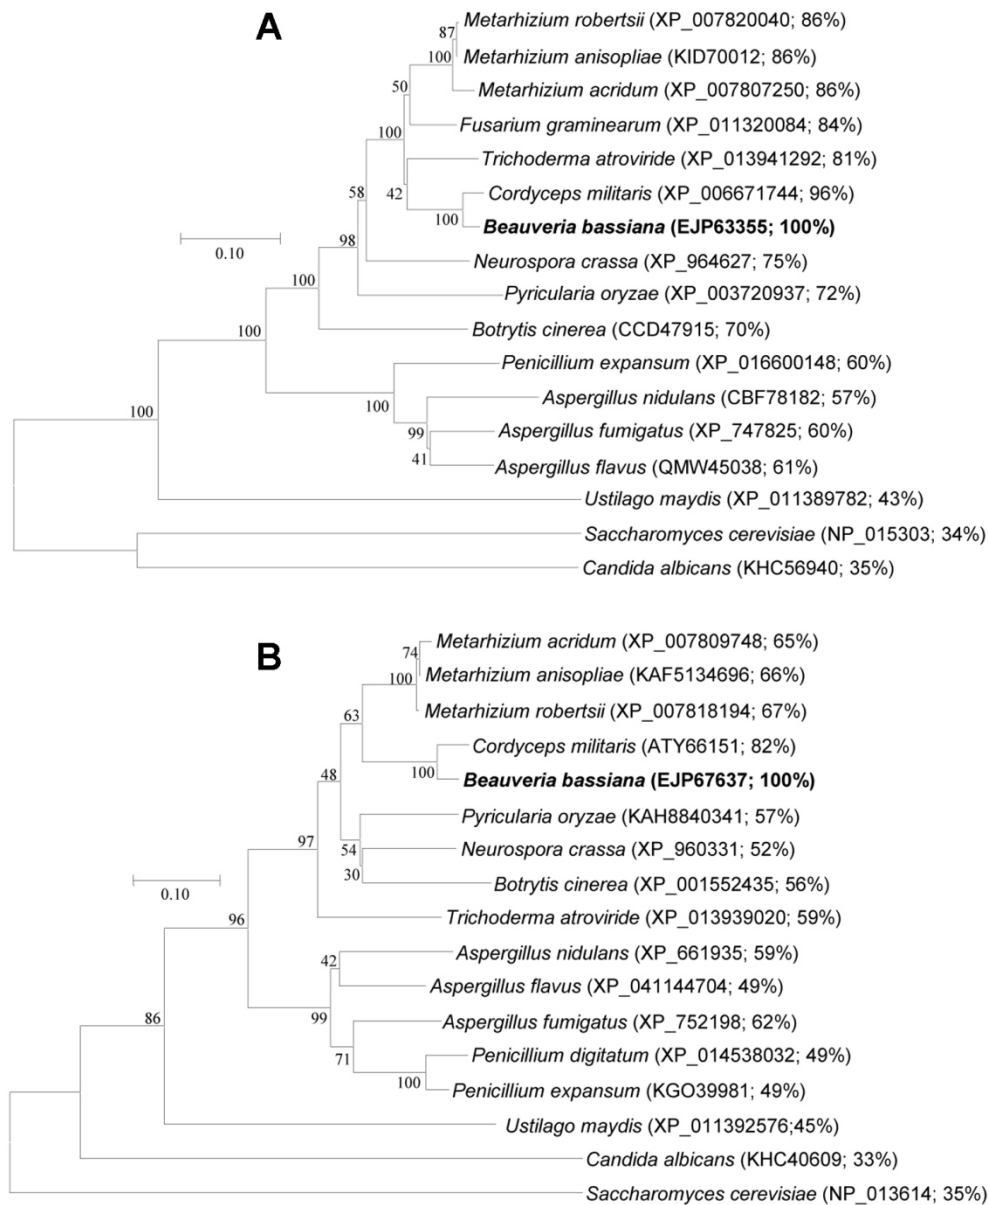 A
Metarhizium robertsii (XP_007820040; 86%)
87
Metarhizium anisopliae (KID70012; 86%)
100
Metarhizium acridum (XP_007807250; 86%)
50
Fusarium graminearum (XP_011320084; 84%)
100
Trichoderma atroviride (XP_013941292; 81%)
42
58
Cordyceps militaris (XP_006671744; 96%)
100
Beauveria bassiana (EJP63355; 100%)
0.10
98
Neurospora crassa (XP_964627; 75%)
100
Pyricularia oryzae (XP_003720937; 72%)
100
Botrytis cinerea (CCD47915; 70%)
Penicillium expansum (XP_016600148; 60%)
100
Aspergillus nidulans (CBF78182; 57%)
100
99
Aspergillus fumigatus (XP_747825; 60%)
41
Aspergillus flavus (QMW45038; 61%)
Ustilago maydis (XP_011389782; 43%)
Saccharomyces cerevisiae (NP_015303; 34%)
Candida albicans (KHC56940; 35%)
B
Metarhizium acridum (XP_007809748; 65%)
74
Metarhizium anisopliae (KAF5134696; 66%)
100
Metarhizium robertsii (XP_007818194; 67%)
63
Cordyceps militaris (ATY66151; 82%)
100
48
Beauveria bassiana (EJP67637; 100%)
Pyricularia oryzae (KAH8840341; 57%)
97
54
Neurospora crassa (XP_960331; 52%)
30
Botrytis cinerea (XP_001552435; 56%)
0.10
96
Trichoderma atroviride (XP_013939020; 59%)
Aspergillus nidulans (XP_661935; 59%)
42
Aspergillus flavus (XP_041144704; 49%)
99
86
Aspergillus fumigatus (XP_752198; 62%)
71
Penicillium digitatum (XP_014538032; 49%)
100
Penicillium expansum (KGO39981; 49%)
Ustilago maydis (XP_011392576;45%)
Candida albicans (KHC40609; 33%)
Saccharomyces cerevisiae (NP_013614; 35%)